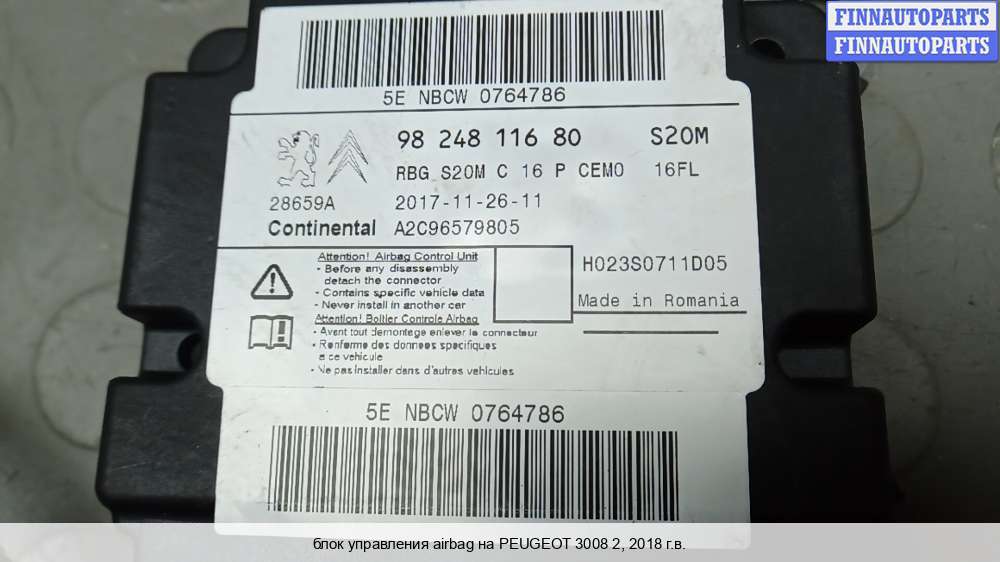 FINNAUTOPARTS
FINNAUTOPARTS
5E NBCW 0764786
98 248 116 80 S20M
RBG S20M C 16 P CEMO 16FL
28659A 2017-11-26-11
Continental A2C96579805
Attention! Airbag Control Unit
- Before any disassembly
detach the connector
- Contains specific vehicle data
- Never install in another car
Attention! Boîtier Controle Airbag
- Avant tout demontage enlever le connecteur
- Renferme des donnees specifiques
a ce vehicule
- Ne pas installer dans d'autres vehicules
H023S0711D05
Made in Romania
5E NBCW 0764786
блок управления airbag на PEUGEOT 3008 2, 2018 г.в.